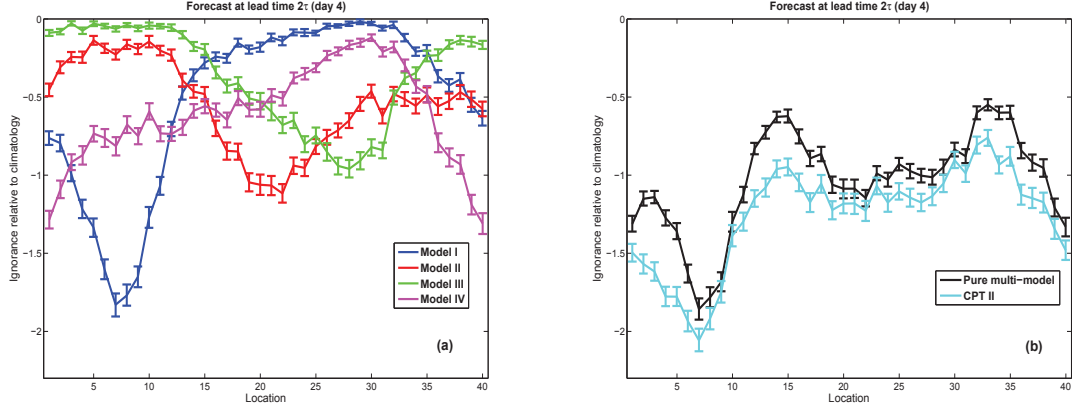 Forecast at lead time 2τ (day 4)
Ignorance relative to climatology
0
−0.5
−1
−1.5
−2
Model I
Model II
Model III
Model IV
(a)
5
10
15
20
25
30
35
40
Location
Forecast at lead time 2τ (day 4)
Ignorance relative to climatology
0
−0.5
−1
−1.5
−2
Pure multi−model
CPT II
(b)
5
10
15
20
25
30
35
40
Location